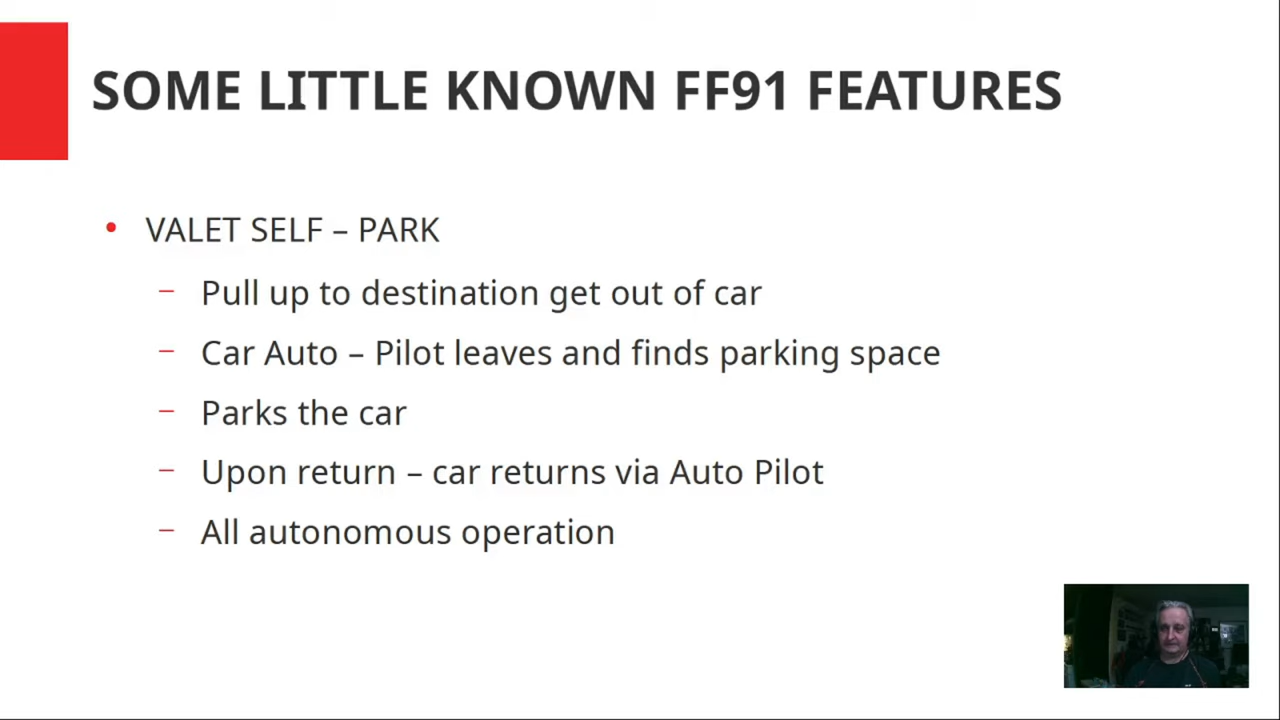 SOME LITTLE KNOWN FF91 FEATURES
• VALET SELF – PARK
– Pull up to destination get out of car
– Car Auto – Pilot leaves and finds parking space
– Parks the car
– Upon return – car returns via Auto Pilot
– All autonomous operation